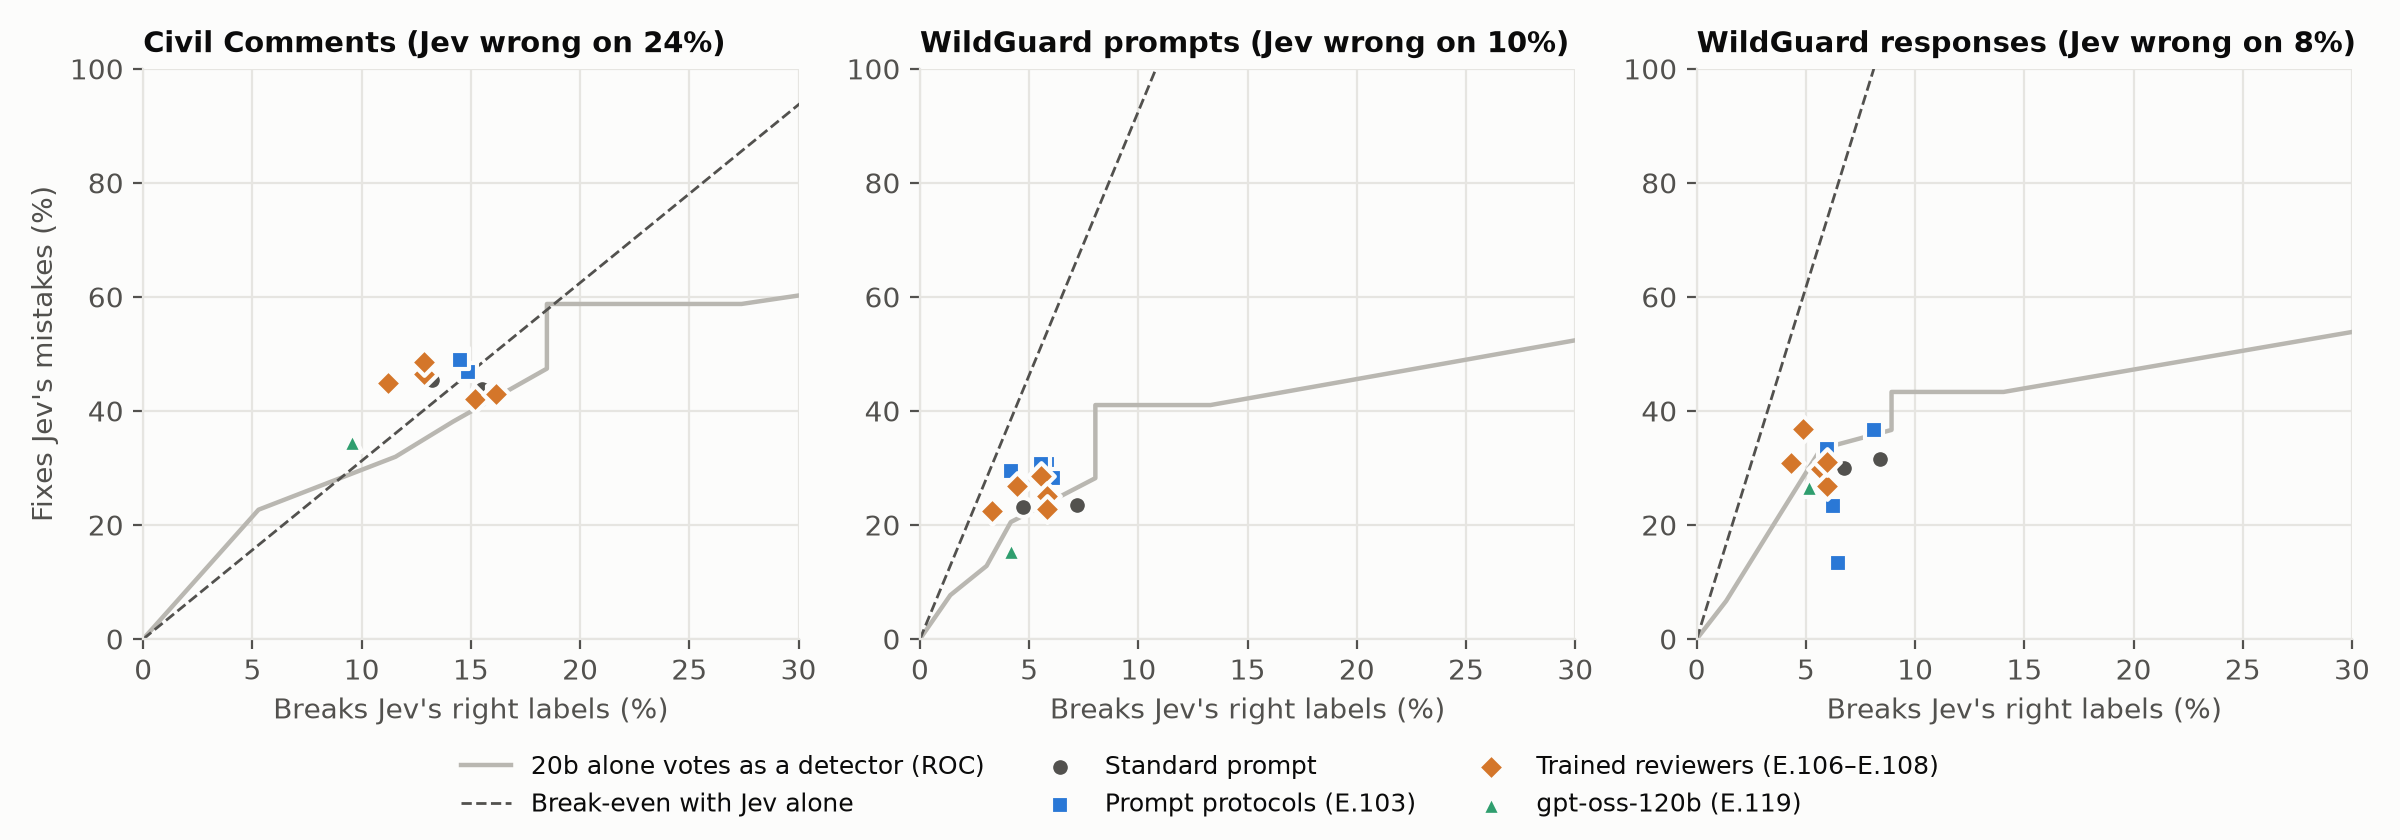 Civil Comments (Jev wrong on 24%)
WildGuard prompts (Jev wrong on 10%)
WildGuard responses (Jev wrong on 8%)
Fixes Jev's mistakes (%)
100
80
60
40
20
0
0 5 10 15 20 25 30
Breaks Jev's right labels (%)
100
80
60
40
20
0
0 5 10 15 20 25 30
Breaks Jev's right labels (%)
100
80
60
40
20
0
0 5 10 15 20 25 30
Breaks Jev's right labels (%)
20b alone votes as a detector (ROC)
Break-even with Jev alone
Standard prompt
Prompt protocols (E.103)
Trained reviewers (E.106–E.108)
gpt-oss-120b (E.119)